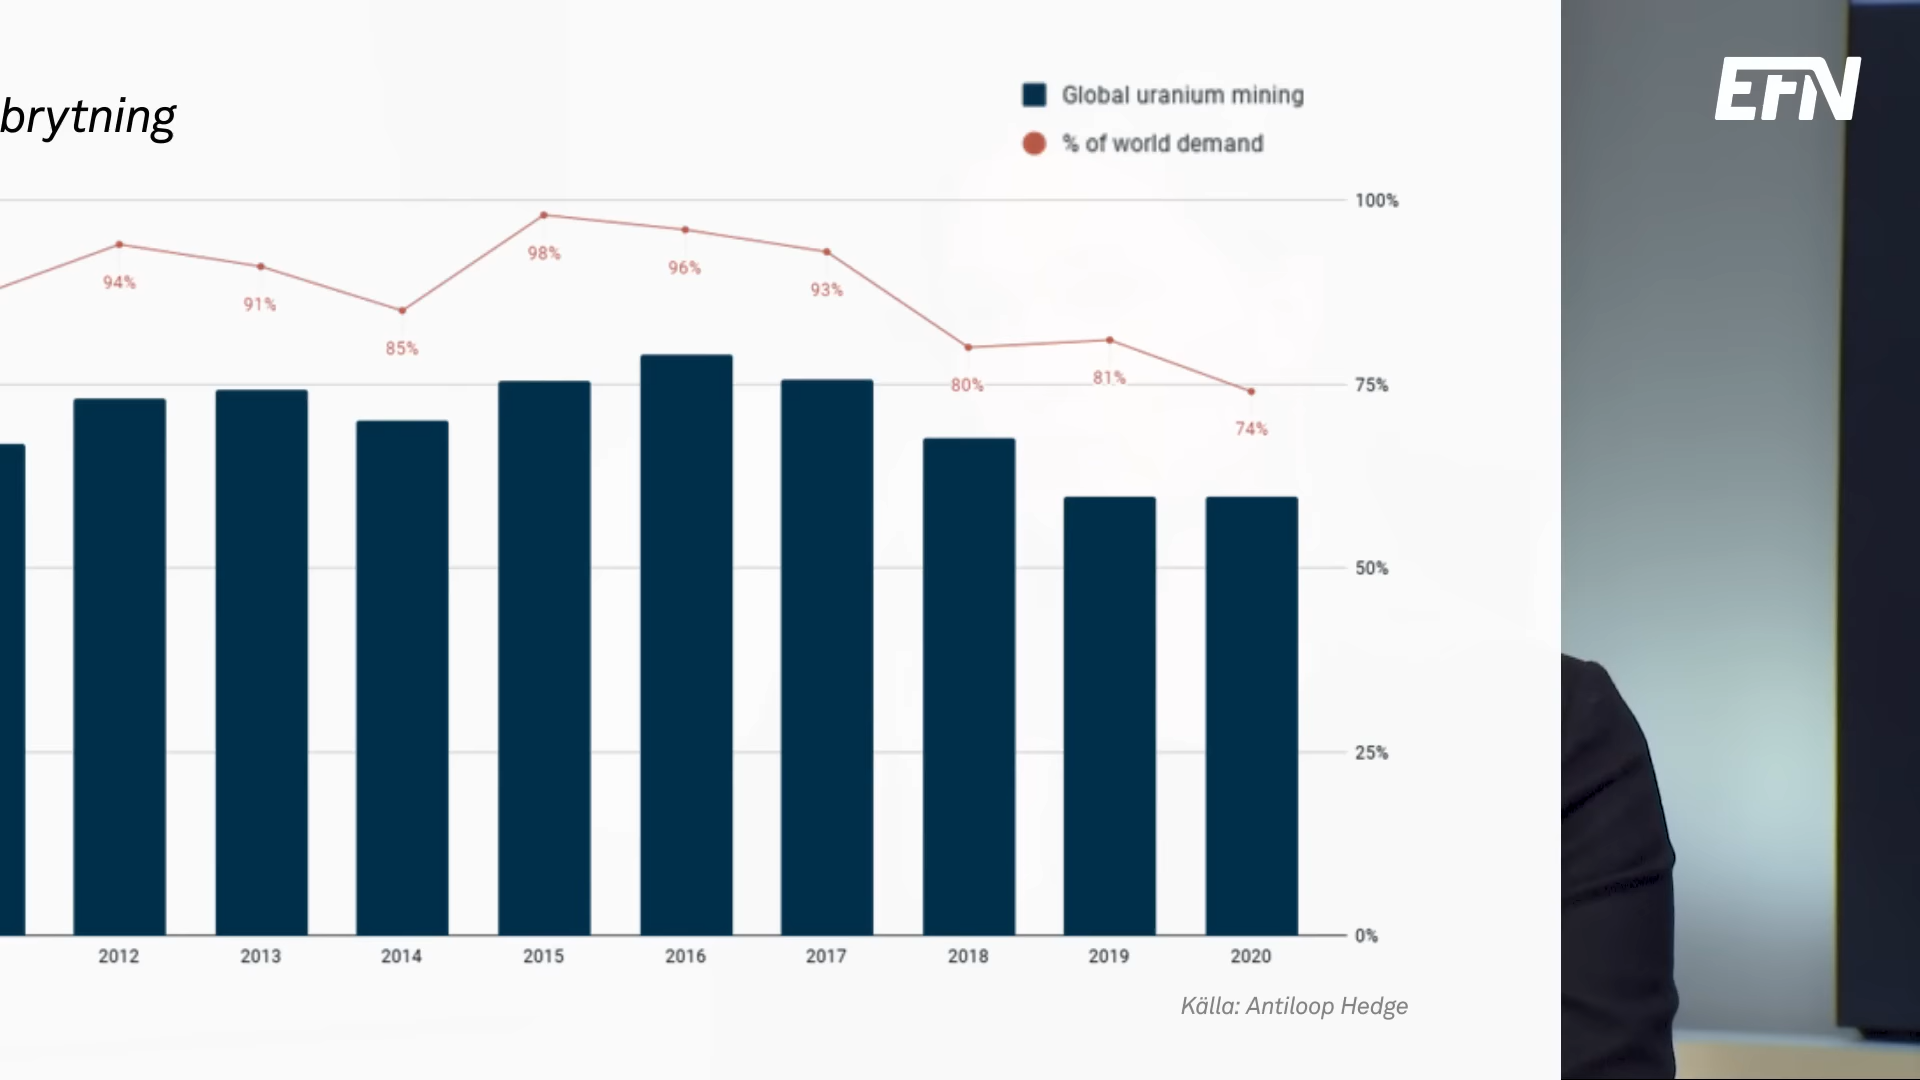 brytning
Global uranium mining
% of world demand
EFN
100%
98%
96%
94%
93%
91%
85%
80%
81%
75%
74%
50%
25%
0%
2012 2013 2014 2015 2016 2017 2018 2019 2020
Källa: Antiloop Hedge